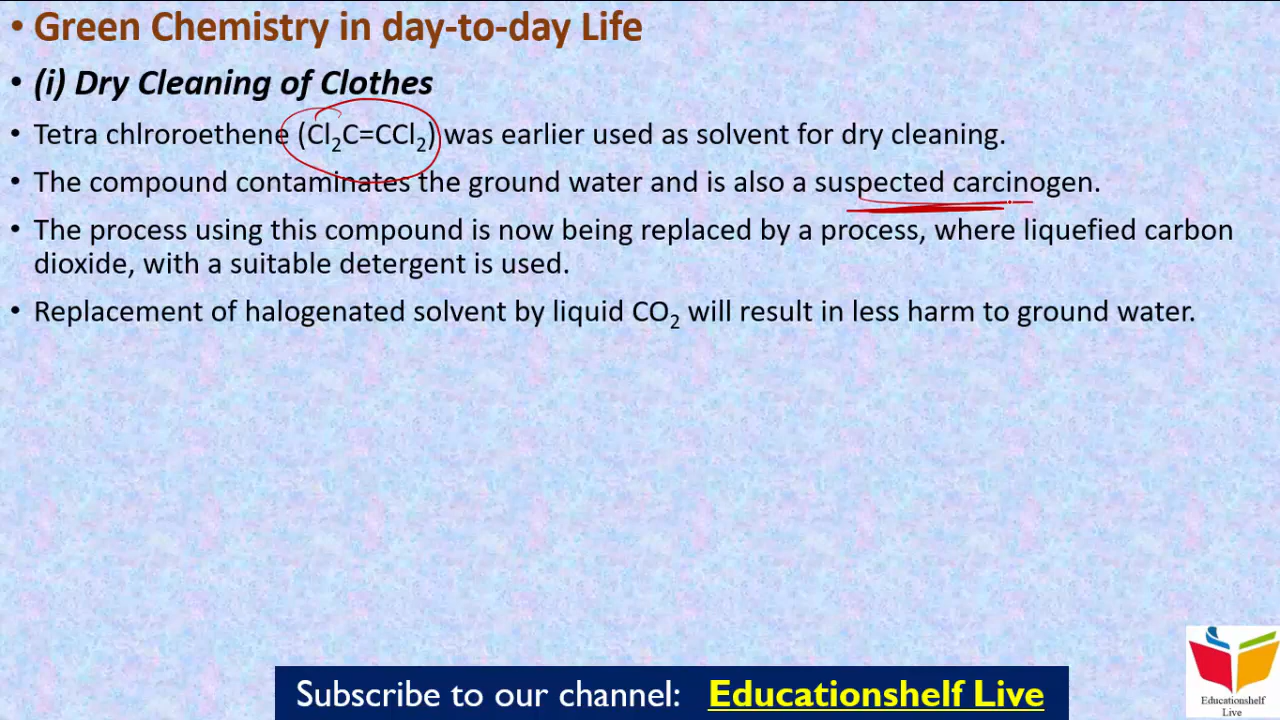 • Green Chemistry in day-to-day Life
• (i) Dry Cleaning of Clothes
• Tetra chlroroethene (Cl₂C=CCl₂) was earlier used as solvent for dry cleaning.
• The compound contaminates the ground water and is also a suspected carcinogen.
• The process using this compound is now being replaced by a process, where liquefied carbon
dioxide, with a suitable detergent is used.
• Replacement of halogenated solvent by liquid CO₂ will result in less harm to ground water.
Subscribe to our channel: Educationshelf Live
Educationshelf
Live